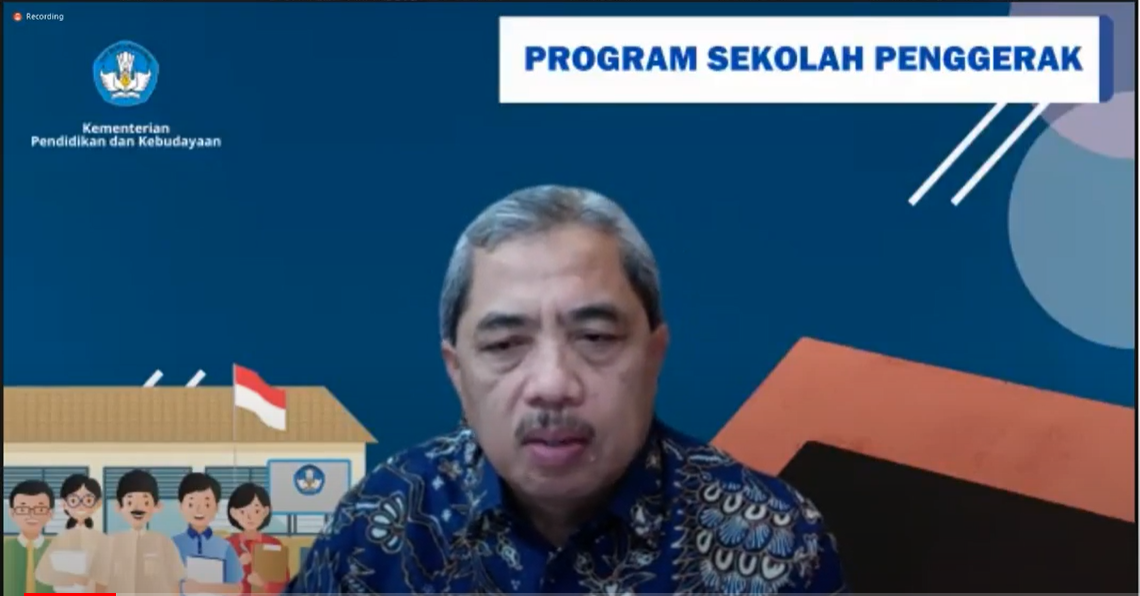 Recording
PROGRAM SEKOLAH PENGGERAK
Kementerian
Pendidikan dan Kebudayaan